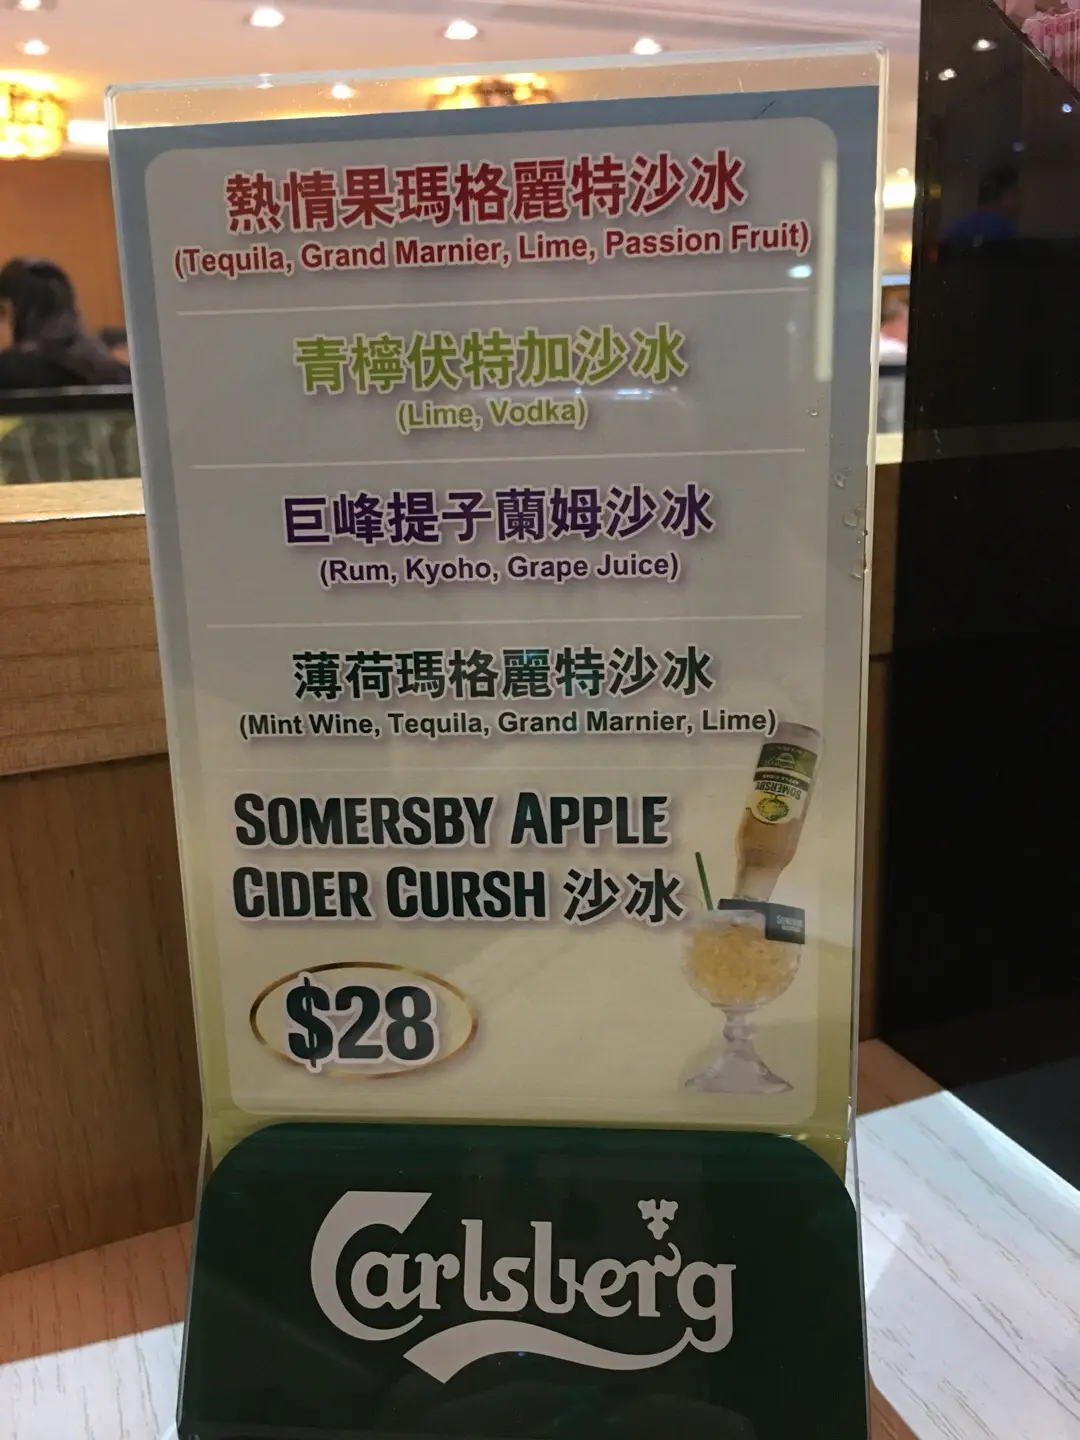 熱情果瑪格麗特沙冰
(Tequila, Grand Marnier, Lime, Passion Fruit)
青檸伏特加沙冰
(Lime, Vodka)
巨峰提子蘭姆沙冰
(Rum, Kyoho, Grape Juice)
薄荷瑪格麗特沙冰
(Mint Wine, Tequila, Grand Marnier, Lime)
SOMERSBY APPLE
CIDER CURSH 沙冰
SOMERSBY
APPLE CIDER
$28
Carlsberg